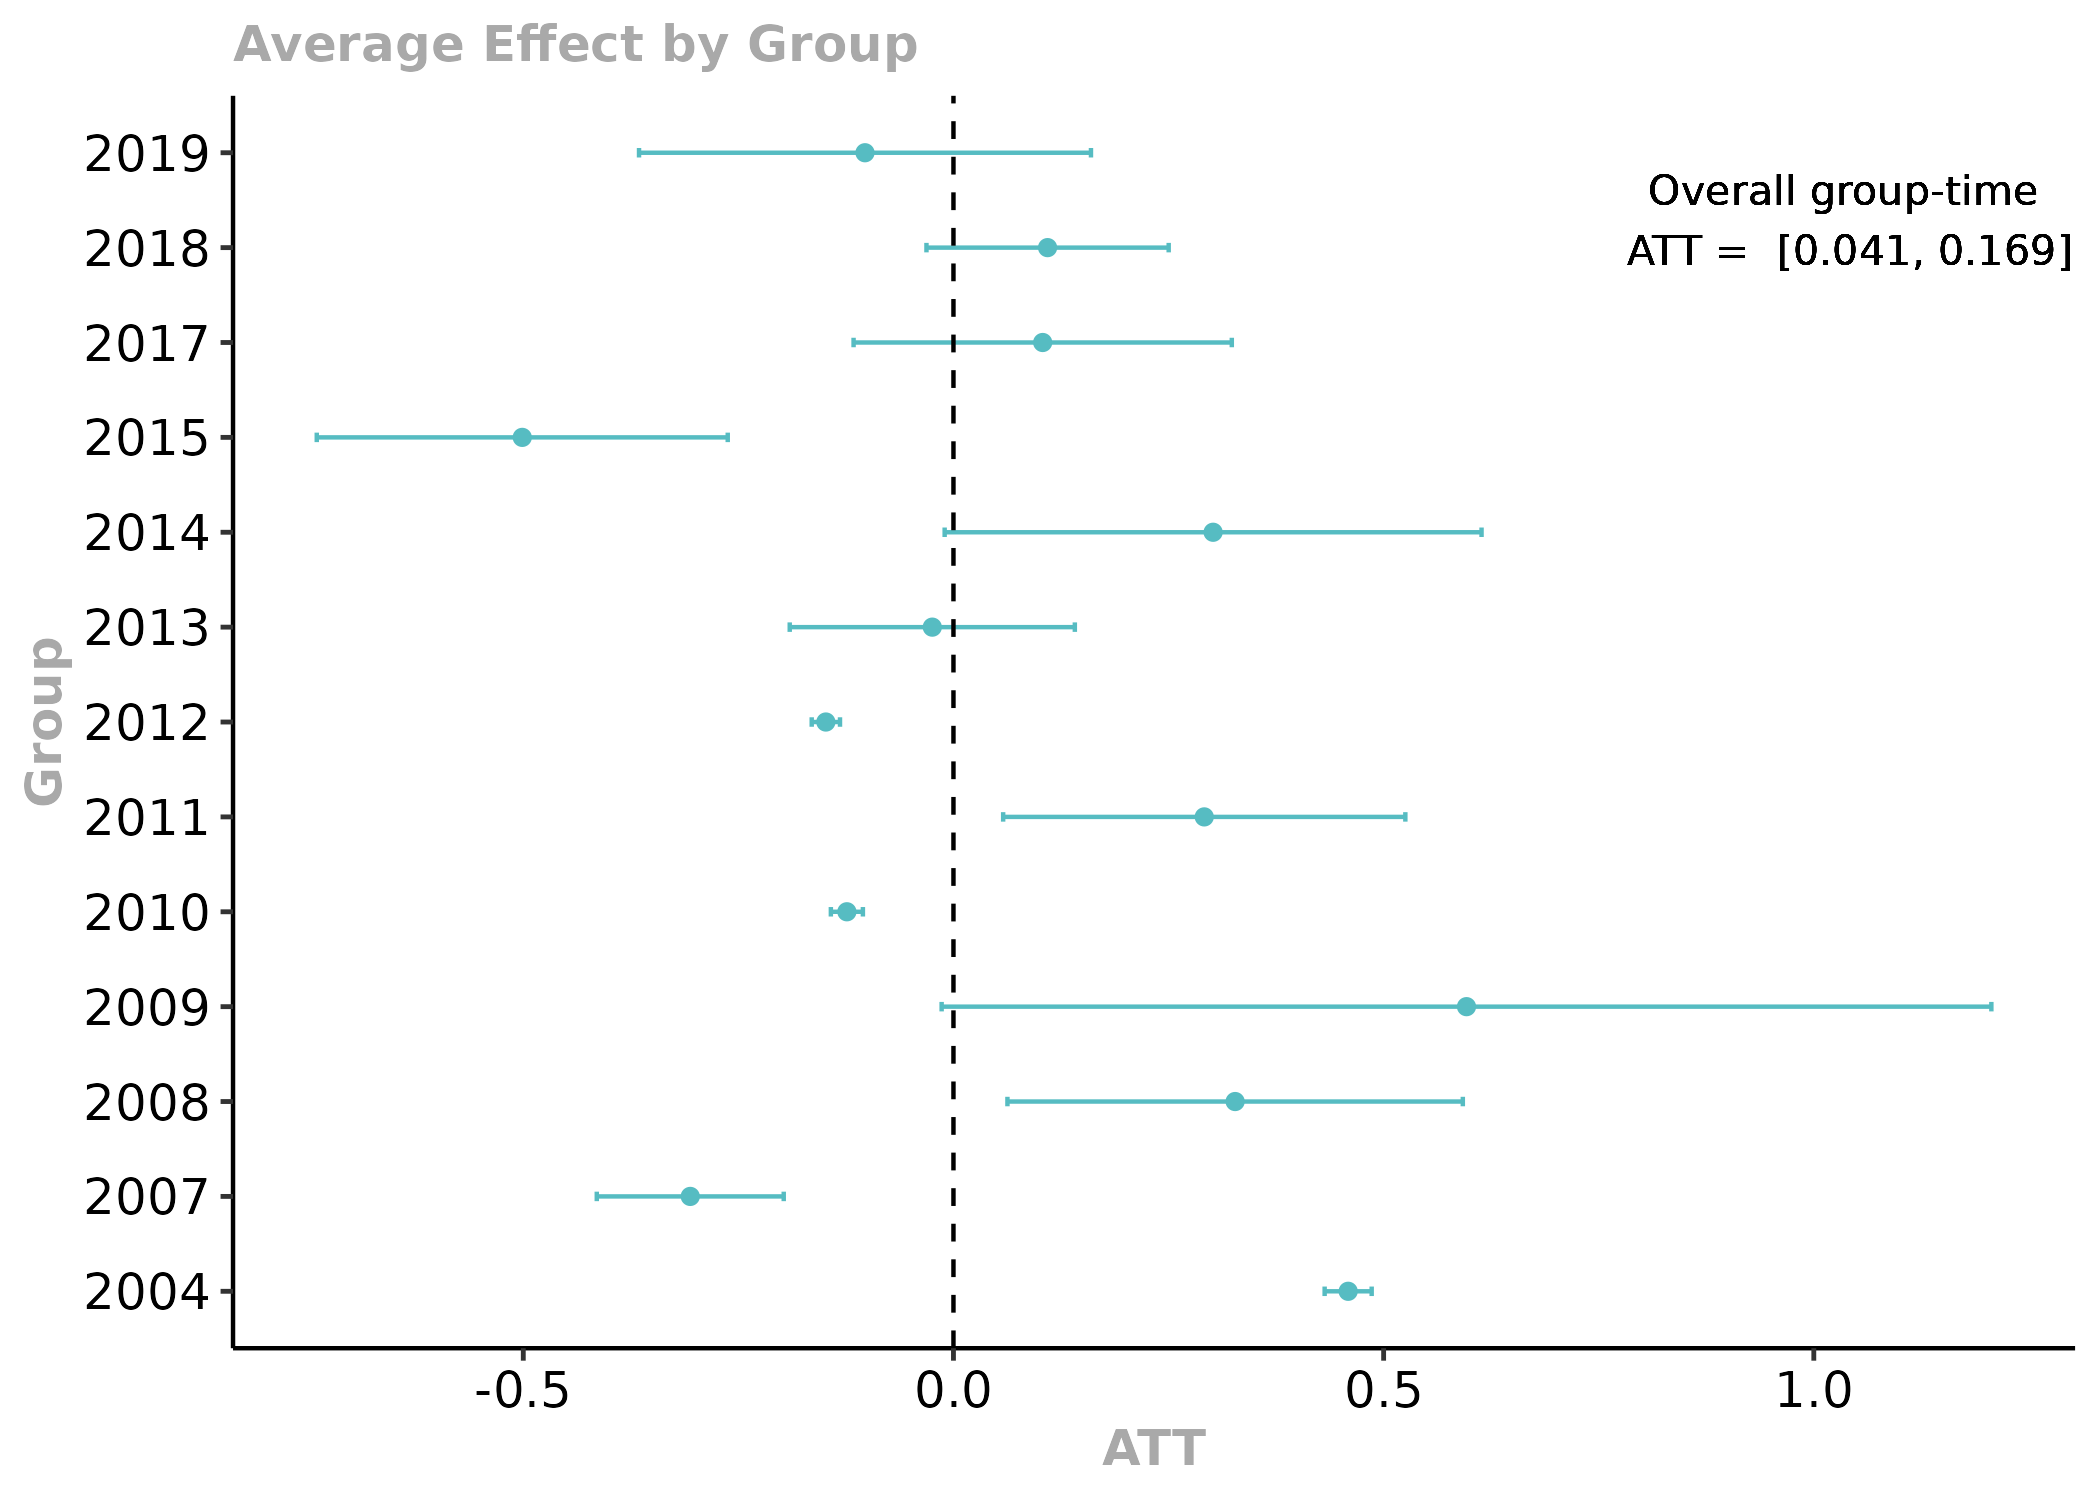 Average Effect by Group
2019
2018
2017
2015
2014
2013
2012
2011
2010
2009
2008
2007
2004
Group
Overall group-time
ATT =  [0.041, 0.169]
-0.5 0.0 0.5 1.0
ATT